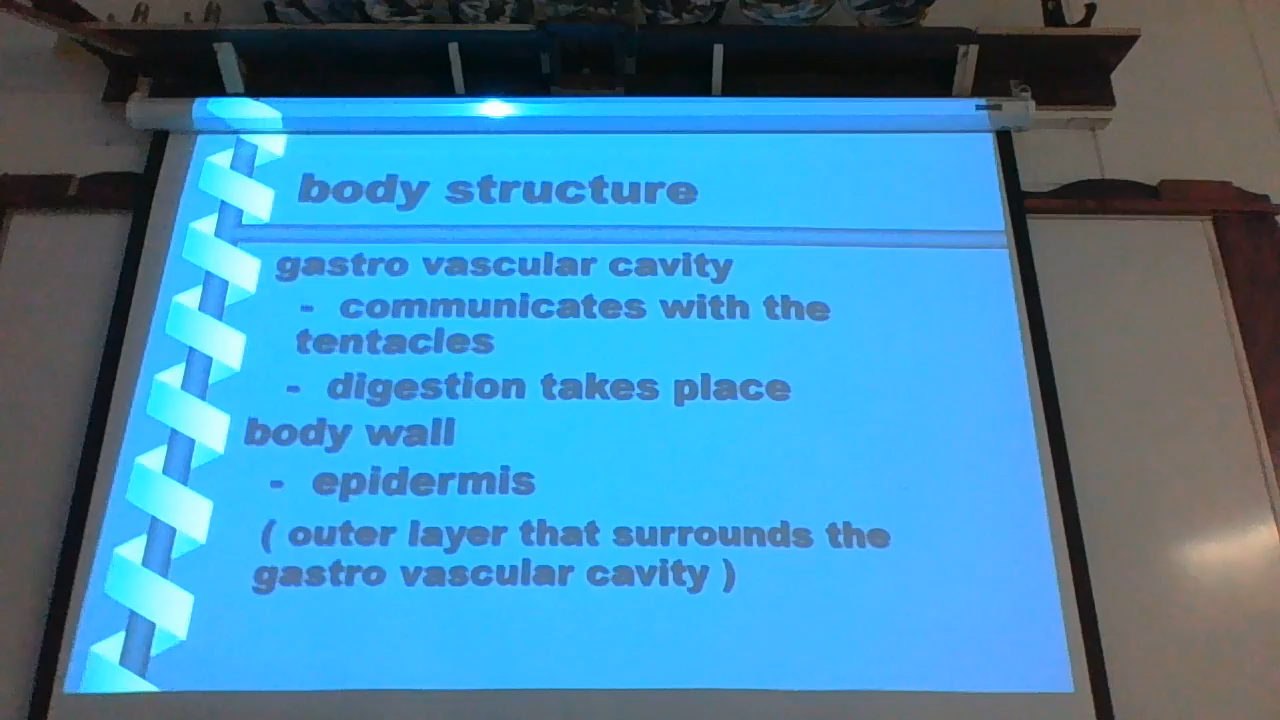 body structure
gastro vascular cavity
- communicates with the
tentacles
- digestion takes place
body wall
- epidermis
( outer layer that surrounds the
gastro vascular cavity )